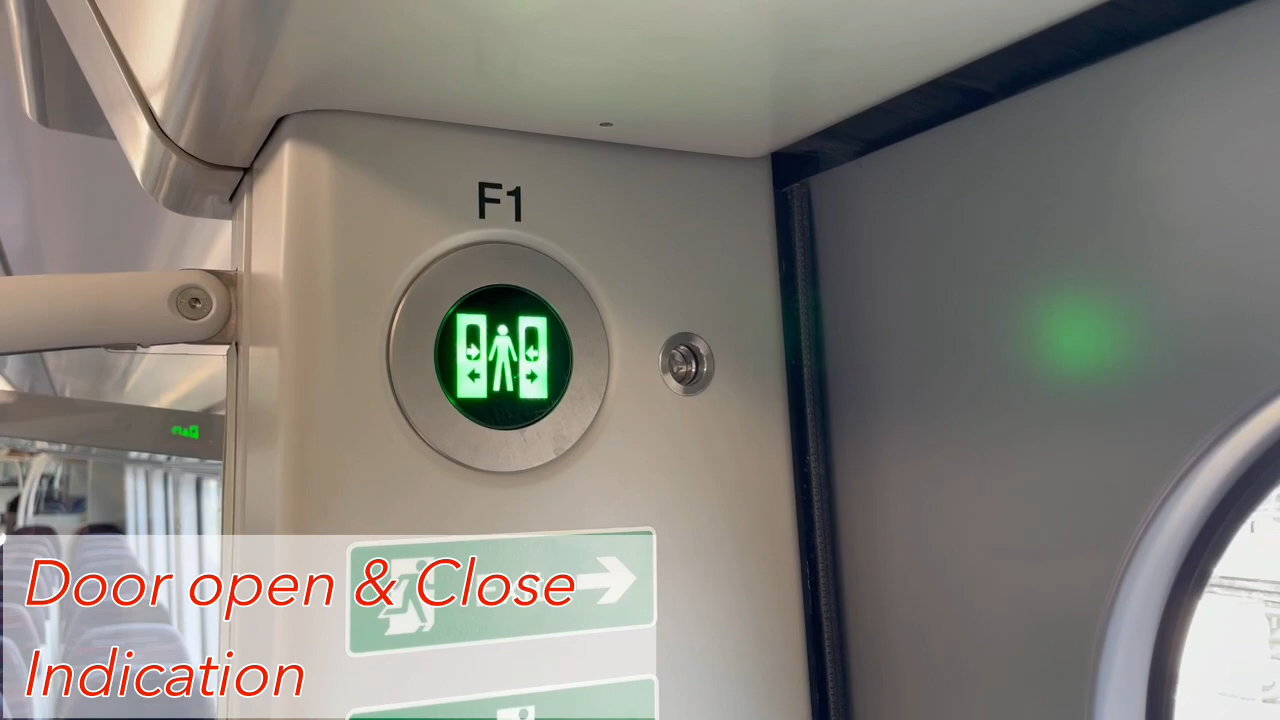 F1
Door open & Close
Indication